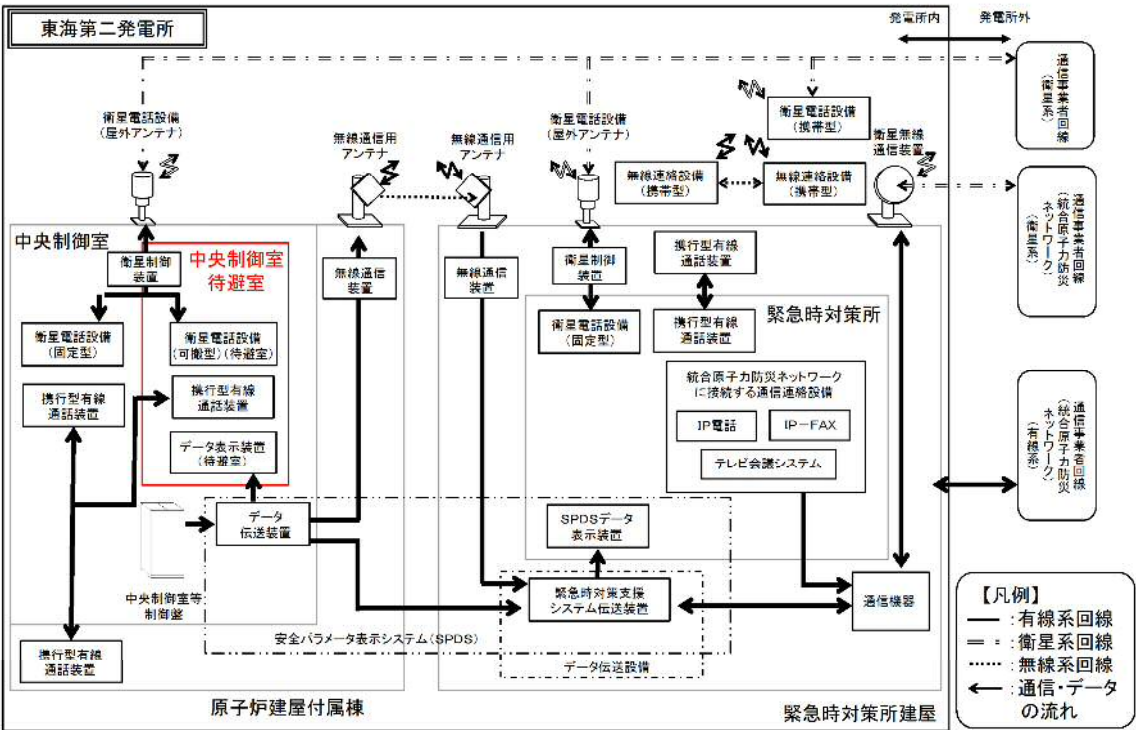 東海第二発電所
発電所内
発電所外
通信事業者回線
(衛星系)
衛星電話設備
(屋外アンテナ)
無線通信用
アンテナ
無線通信用
アンテナ
衛星電話設備
(屋外アンテナ)
衛星電話設備
(携帯型)
衛星無線
通信装置
無線連絡設備
(携帯型)
無線連絡設備
(携帯型)
通信事業者回線
(統合原子力防災
ネットワーク)
(衛星系)
中央制御室
衛星制御
装置
中央制御室
待避室
無線通信
装置
無線通信
装置
衛星制御
装置
携行型有線
通話装置
緊急時対策所
衛星電話設備
(固定型)
衛星電話設備
(可搬型)(待避室)
衛星電話設備
(固定型)
携行型有線
通話装置
携行型有線
通話装置
携行型有線
通話装置
統合原子力防災ネットワーク
に接続する通信連絡設備
IP電話
IP-FAX
テレビ会議システム
通信事業者回線
(統合原子力防災
ネットワーク)
(有線系)
データ表示装置
(待避室)
データ
伝送装置
SPDSデータ
表示装置
中央制御室等
制御盤
緊急時対策支援
システム伝送装置
通信機器
安全パラメータ表示システム(SPDS)
データ伝送設備
携行型有線
通話装置
原子炉建屋付属棟
緊急時対策所建屋
【凡例】
:有線系回線
:衛星系回線
:無線系回線
:通信・データ
の流れ